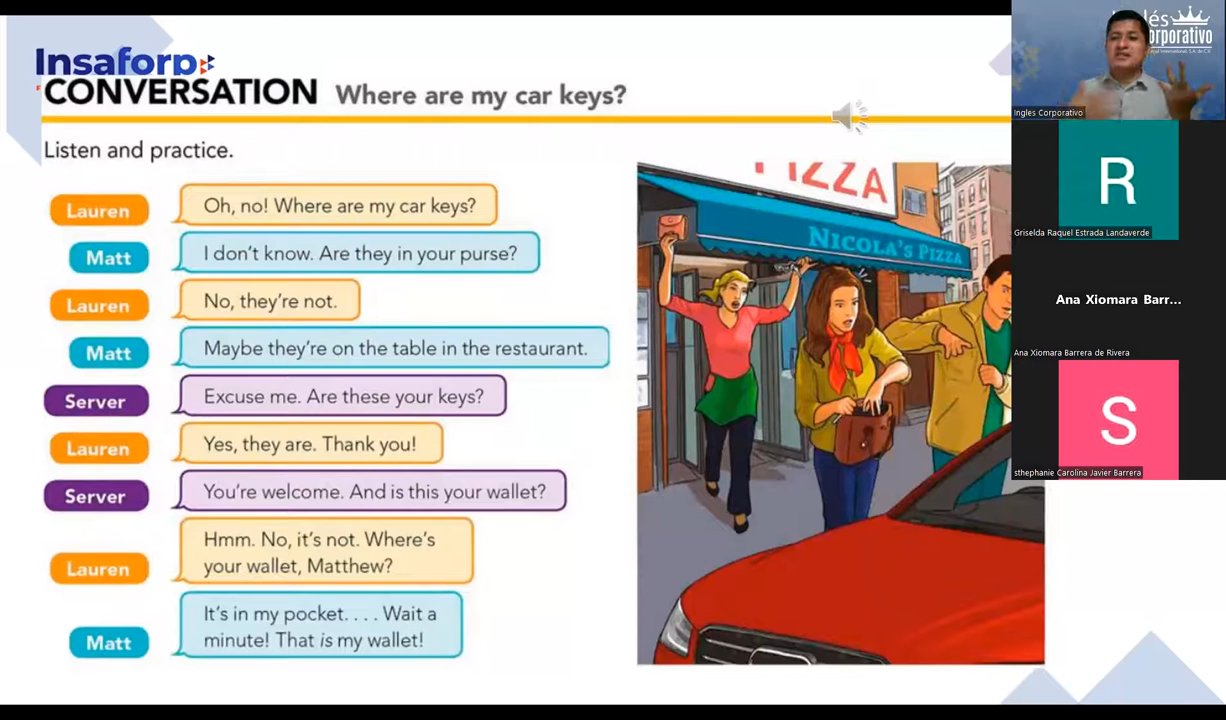 Insaforp
CONVERSATION Where are my car keys?
Listen and practice.
Lauren
Oh, no! Where are my car keys?
Matt
I don't know. Are they in your purse?
Lauren
No, they're not.
Matt
Maybe they're on the table in the restaurant.
Server
Excuse me. Are these your keys?
Lauren
Yes, they are. Thank you!
Server
You're welcome. And is this your wallet?
Lauren
Hmm. No, it's not. Where's
your wallet, Matthew?
Matt
It's in my pocket. . . . Wait a
minute! That is my wallet!
PIZZA
NICOLA'S PIZZA
Ingles Corporativo
R
Griselda Raquel Estrada Landaverde
Ana Xiomara Barr...
Ana Xiomara Barrera de Rivera
S
sthephanie Carolina Javier Barrera